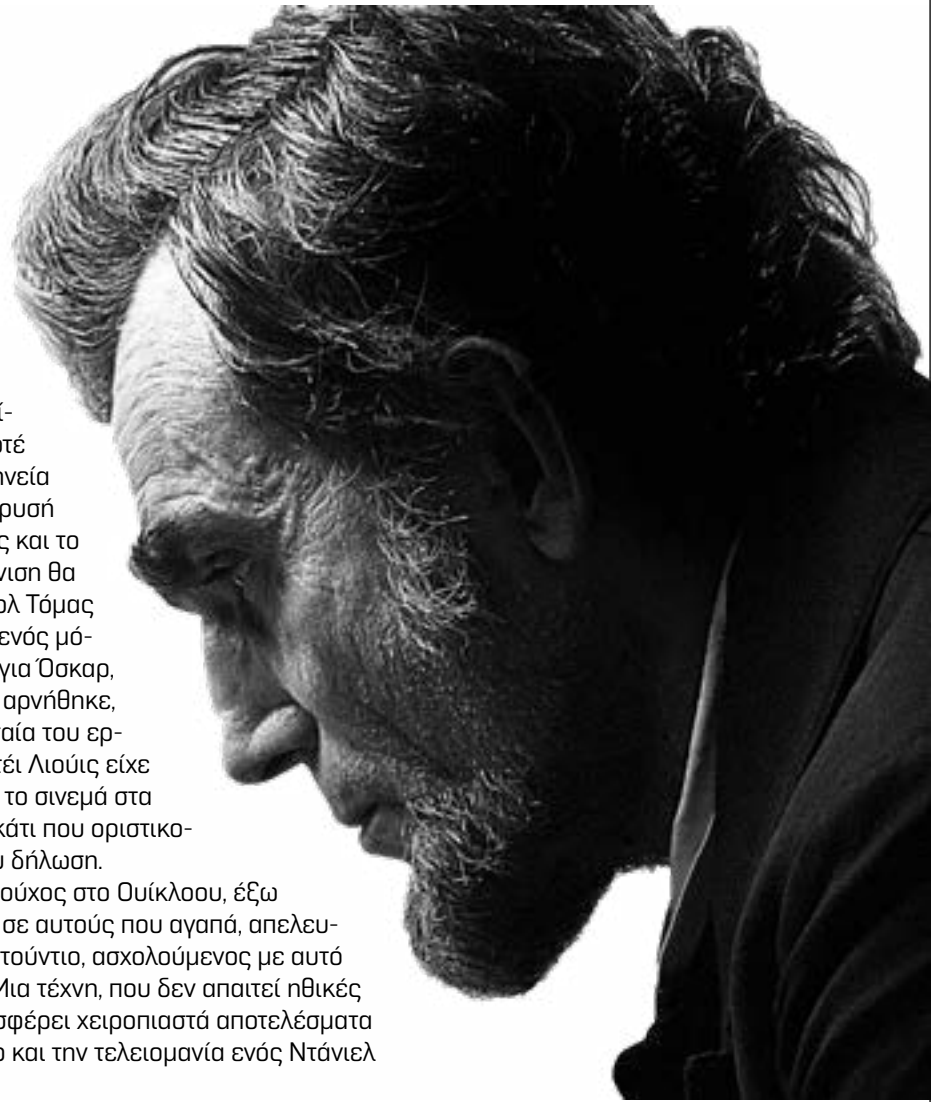 ί-
οτέ
ηνεία
ρυσή
ς και το
νιση θα
ολ Τόμας
ενός μό-
για Όσκαρ,
αρνήθηκε,
ταία του ερ-
τέι Λιούις είχε
το σινεμά στα
κάτι που οριστικο-
υ δήλωση.
ούχος στο Ουίκλοου, έξω
σε αυτούς που αγαπά, απελευ-
τούντιο, ασχολούμενος με αυτό
Μια τέχνη, που δεν απαιτεί ηθικές
σφέρει χειροπιαστά αποτελέσματα
ο και την τελειομανία ενός Ντάνιελ